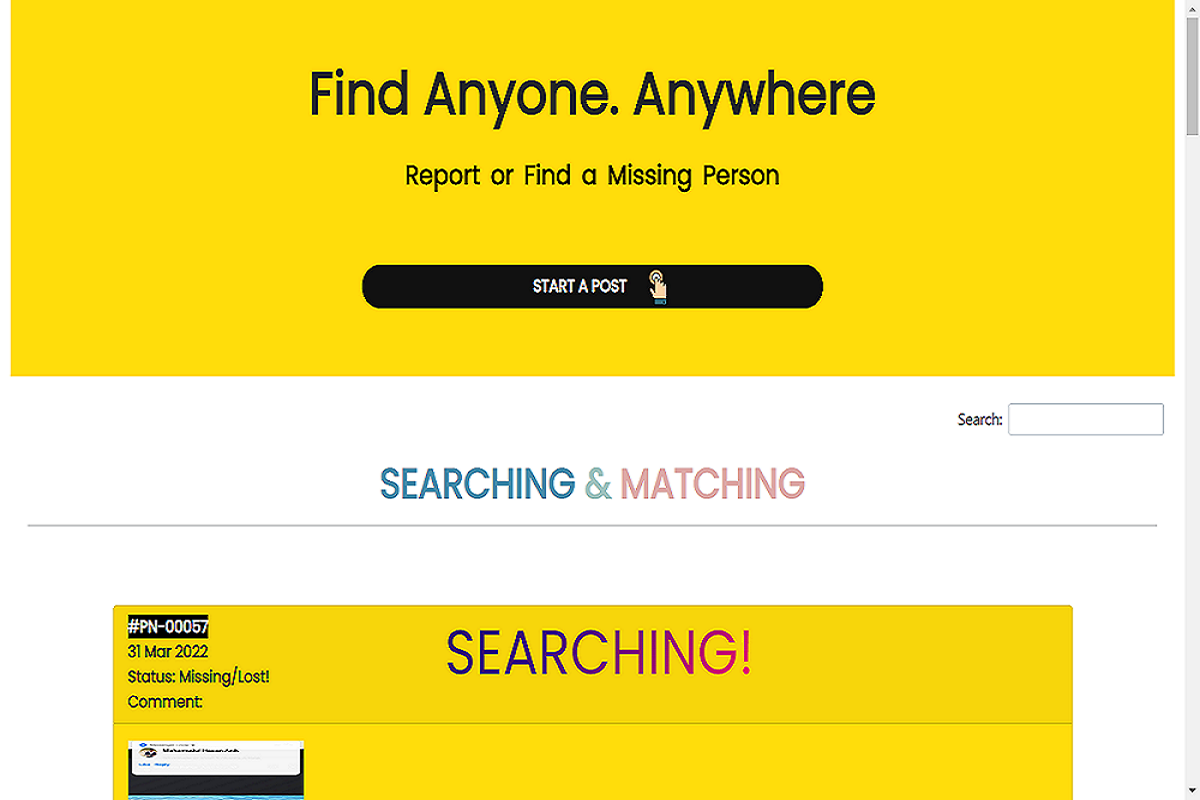 Find Anyone. Anywhere
Report or Find a Missing Person
START A POST
Search:
SEARCHING & MATCHING
#PN-00057
31 Mar 2022
Status: Missing/Lost!
Comment:
SEARCHING!